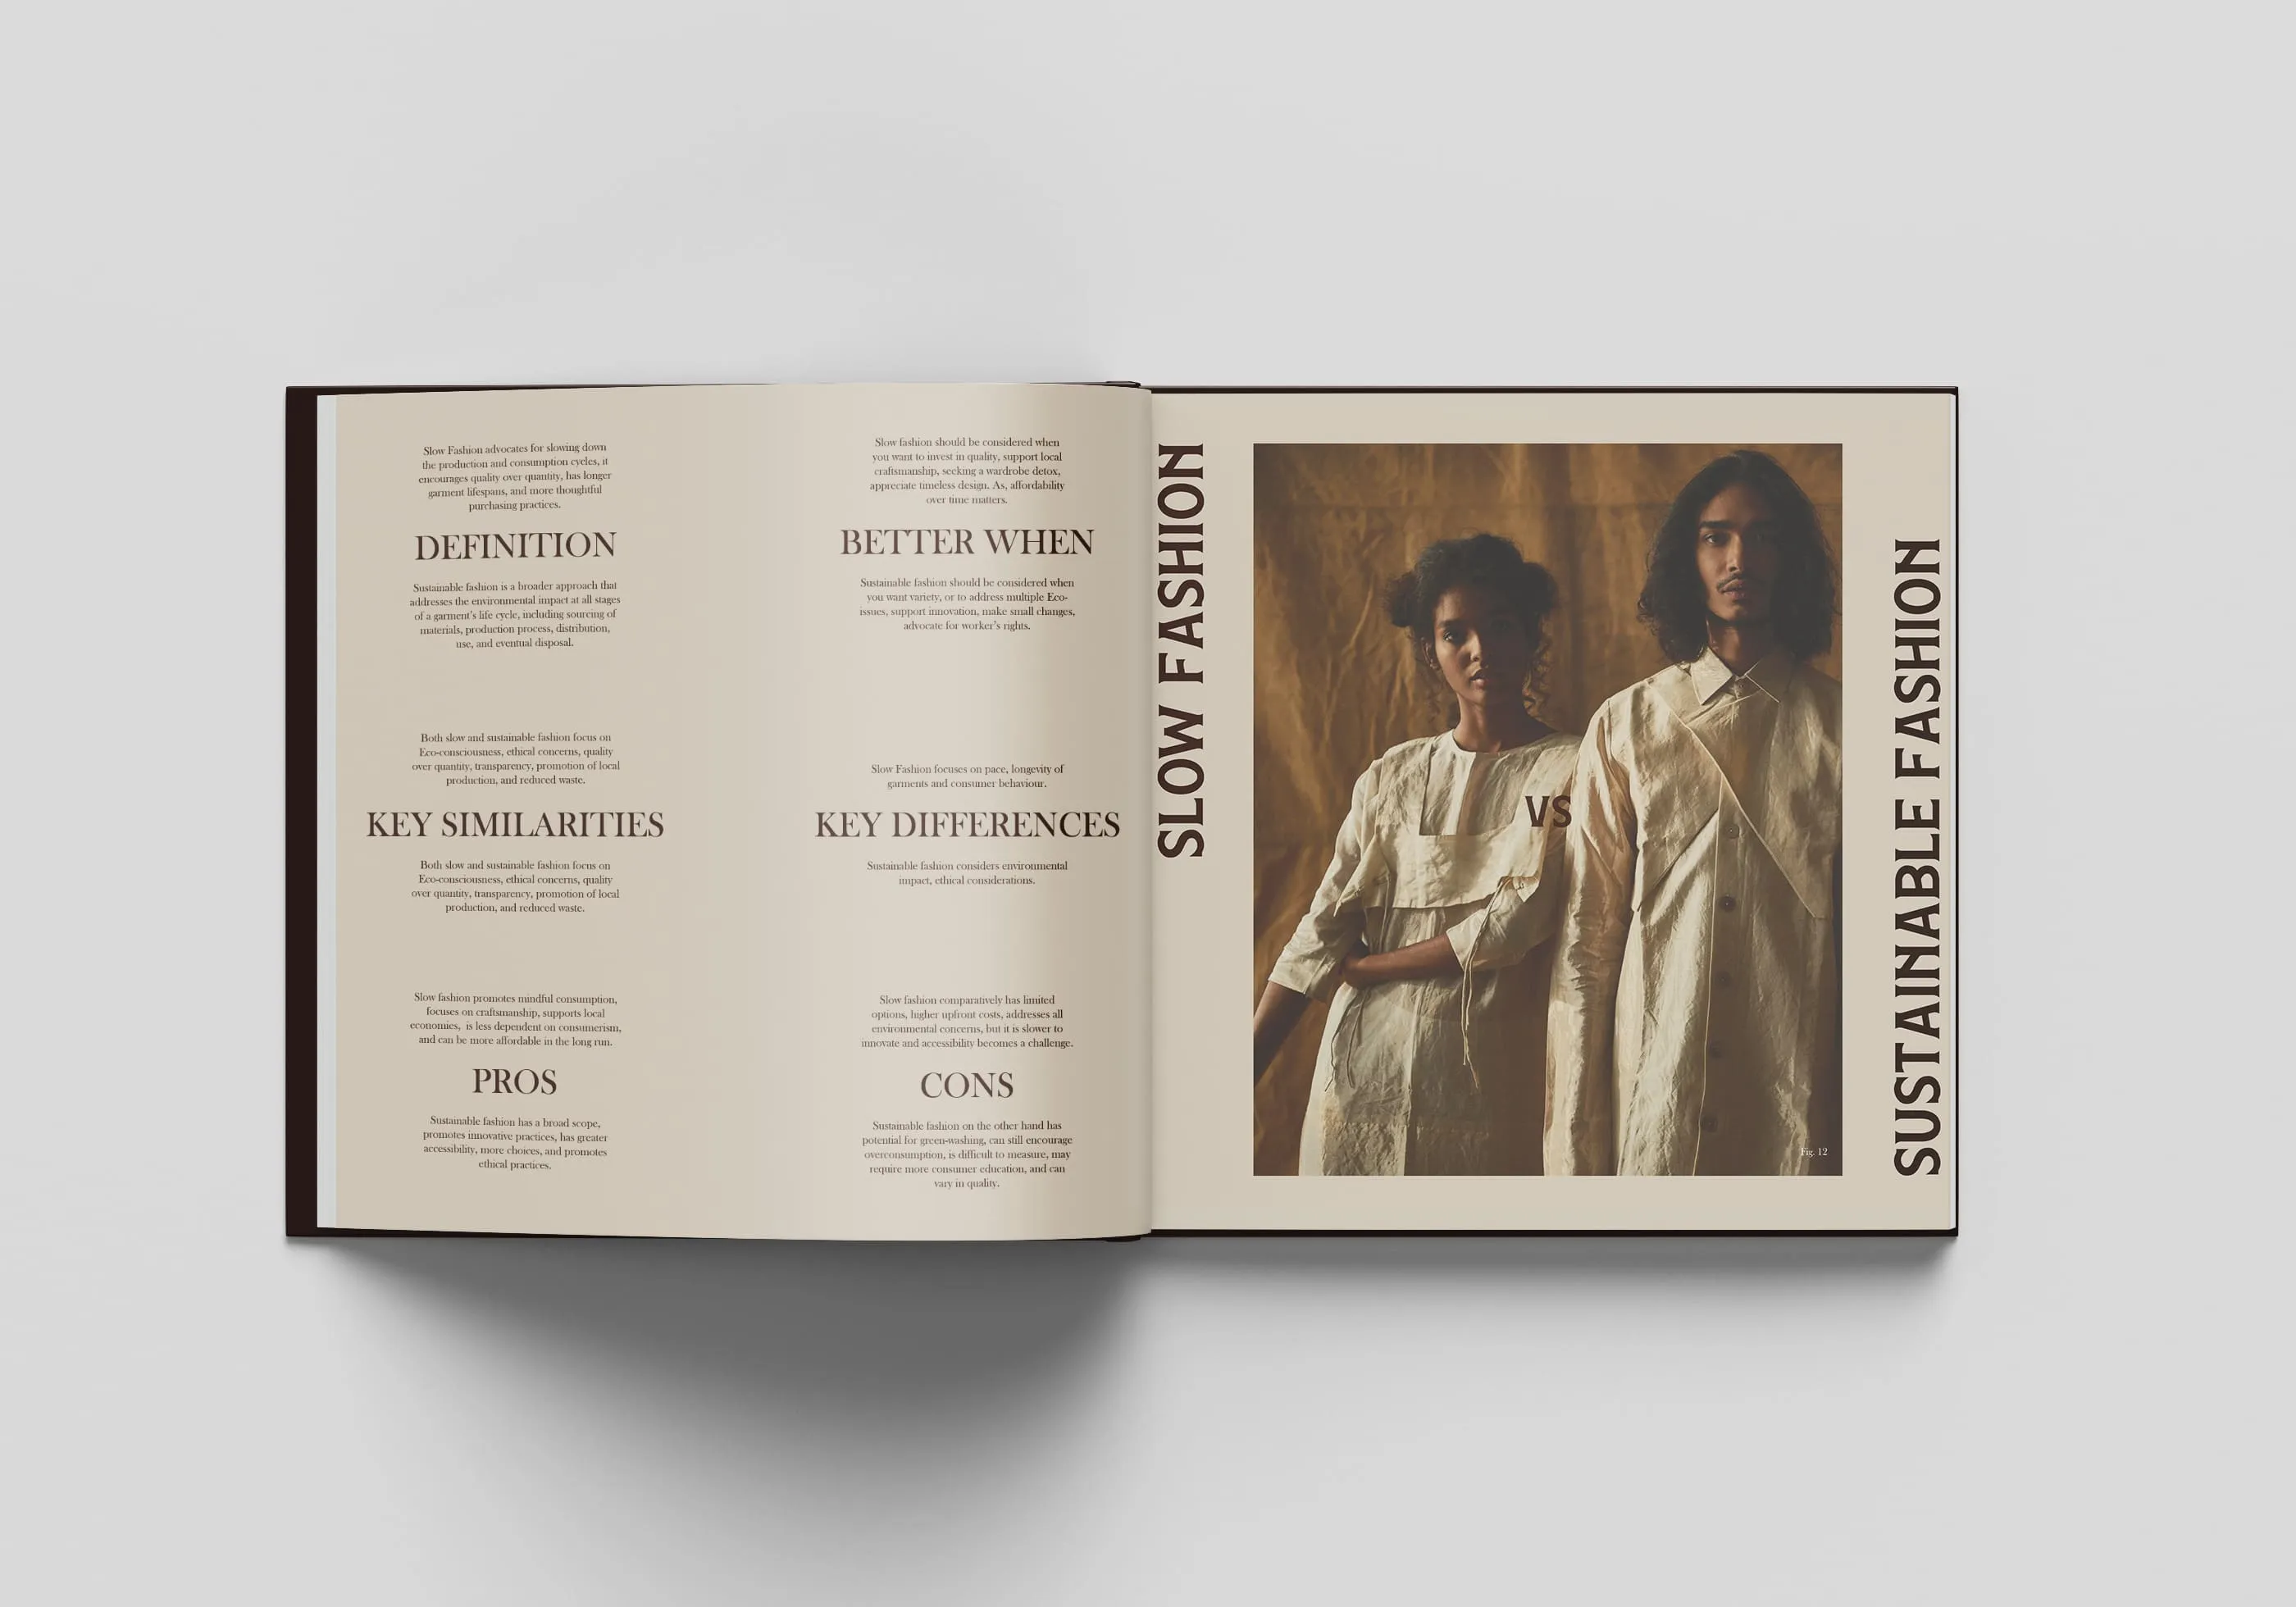 Slow Fashion advocates for slowing down
the production and consumption cycles, it
encourages quality over quantity, has longer
garment lifespans, and more thoughtful
purchasing practices.
DEFINITION
Sustainable fashion is a broader approach that
addresses the environmental impact at all stages
of a garment's life cycle, including sourcing of
materials, production process, distribution,
use, and eventual disposal.
Slow fashion should be considered when
you want to invest in quality, support local
craftsmanship, seeking a wardrobe detox,
appreciate timeless design. As, affordability
over time matters.
BETTER WHEN
Sustainable fashion should be considered when
you want variety, or to address multiple Eco-
issues, support innovation, make small changes,
advocate for worker's rights.
Both slow and sustainable fashion focus on
Eco-consciousness, ethical concerns, quality
over quantity, transparency, promotion of local
production, and reduced waste.
KEY SIMILARITIES
Both slow and sustainable fashion focus on
Eco-consciousness, ethical concerns, quality
over quantity, transparency, promotion of local
production, and reduced waste.
Slow Fashion focuses on pace, longevity of
garments and consumer behaviour.
KEY DIFFERENCES
Sustainable fashion considers environmental
impact, ethical considerations.
Slow fashion promotes mindful consumption,
focuses on craftsmanship, supports local
economies, is less dependent on consumerism,
and can be more affordable in the long run.
PROS
Sustainable fashion has a broad scope,
promotes innovative practices, has greater
accessibility, more choices, and promotes
ethical practices.
Slow fashion comparatively has limited
options, higher upfront costs, addresses all
environmental concerns, but it is slower to
innovate and accessibility becomes a challenge.
CONS
Sustainable fashion on the other hand has
potential for green-washing, can still encourage
overconsumption, is difficult to measure, may
require more consumer education, and can
vary in quality.
SLOW FASHION
VS
SUSTAINABLE FASHION
Fig. 12